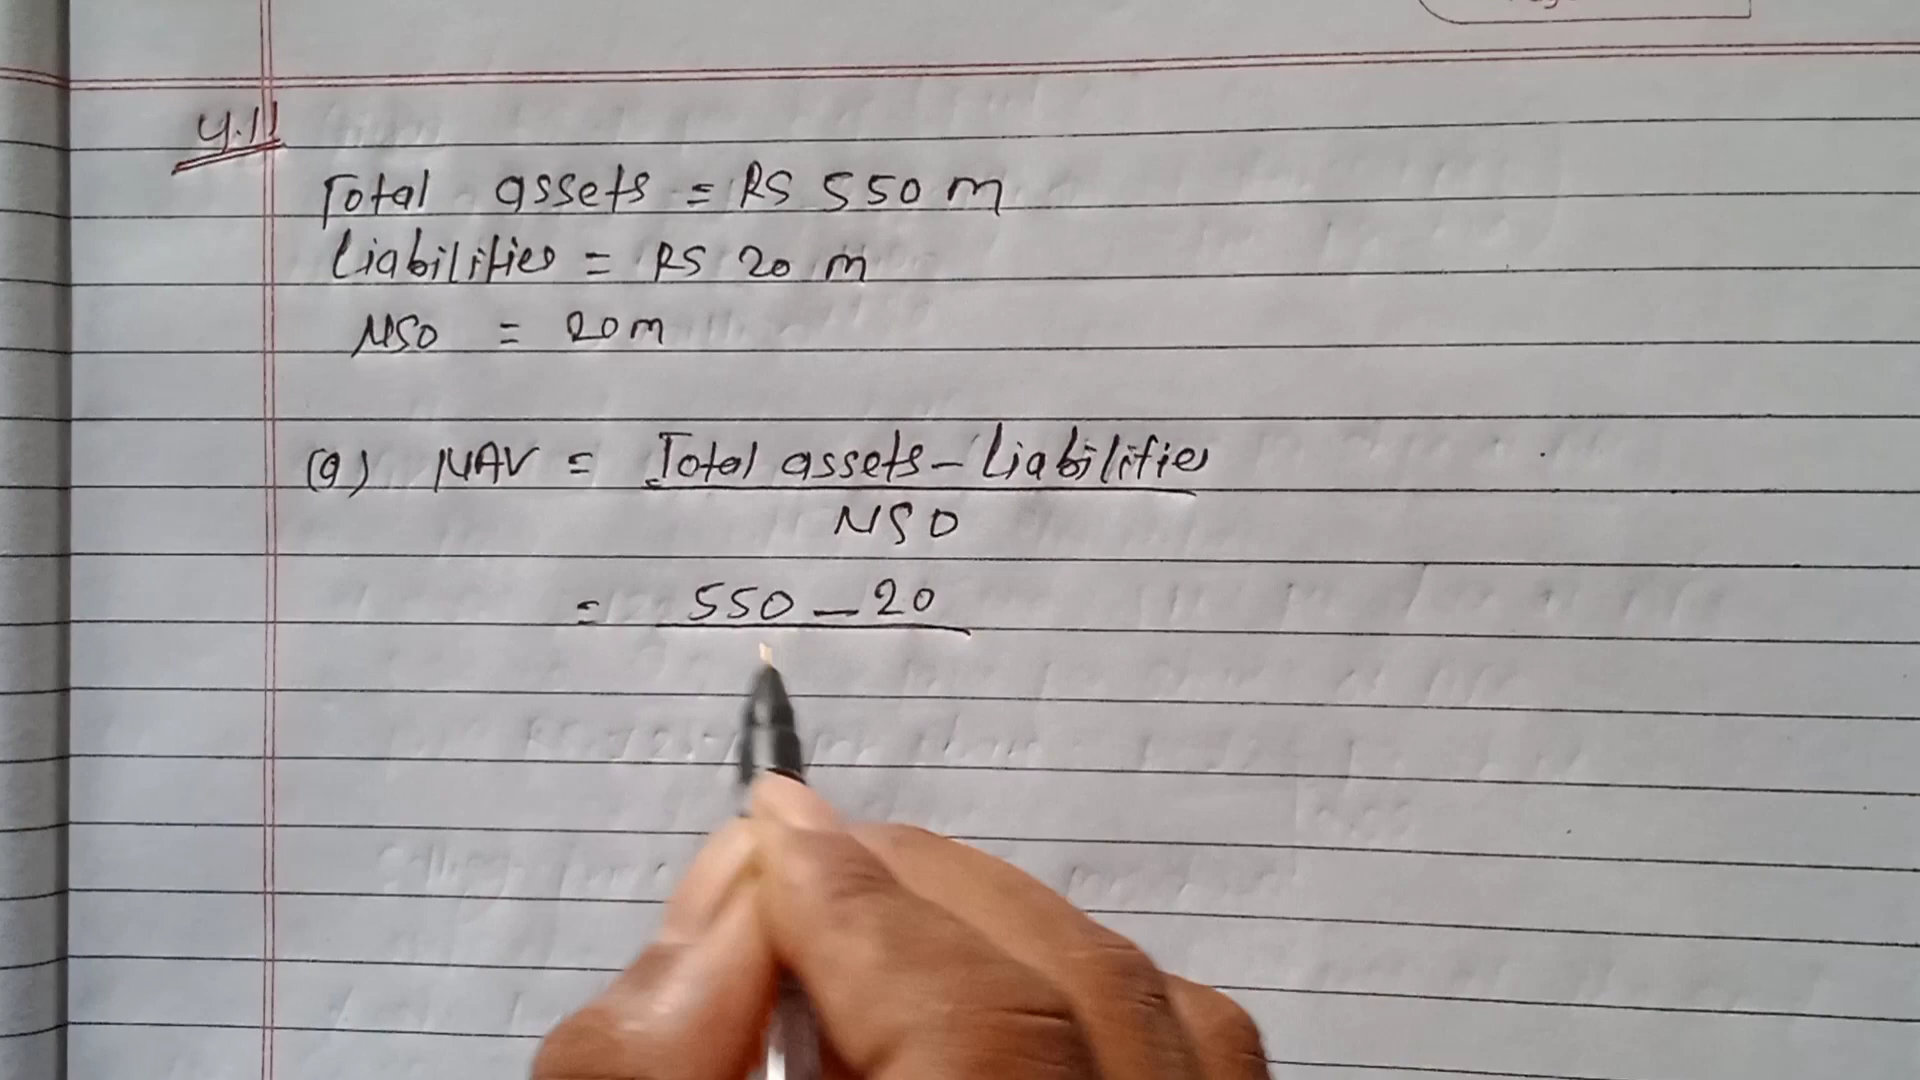 4.11
Total assets = RS 550 m
Liabilities = RS 20 m
NSO = 20m
(a) NAV = Total assets - Liabilities
NSO
= 550 - 20